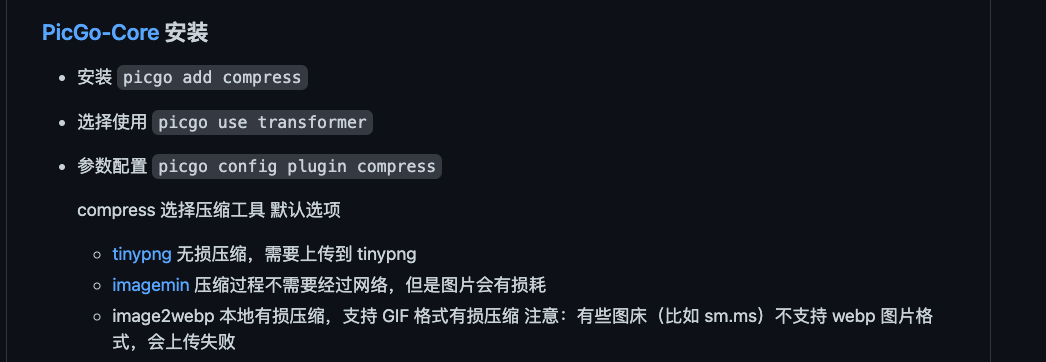 PicGo-Core 安装
安装 picgo add compress
选择使用 picgo use transformer
参数配置 picgo config plugin compress
compress 选择压缩工具 默认选项
tinypng 无损压缩，需要上传到 tinypng
imagemin 压缩过程不需要经过网络，但是图片会有损耗
image2webp 本地有损压缩，支持 GIF 格式有损压缩 注意：有些图床（比如 sm.ms）不支持 webp 图片格
式，会上传失败